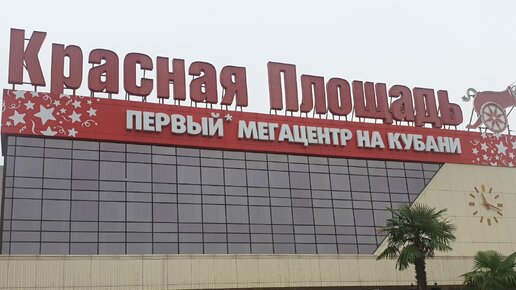 Красная Площадь
ПЕРВЫЙ* МЕГАЦЕНТР НА КУБАНИ